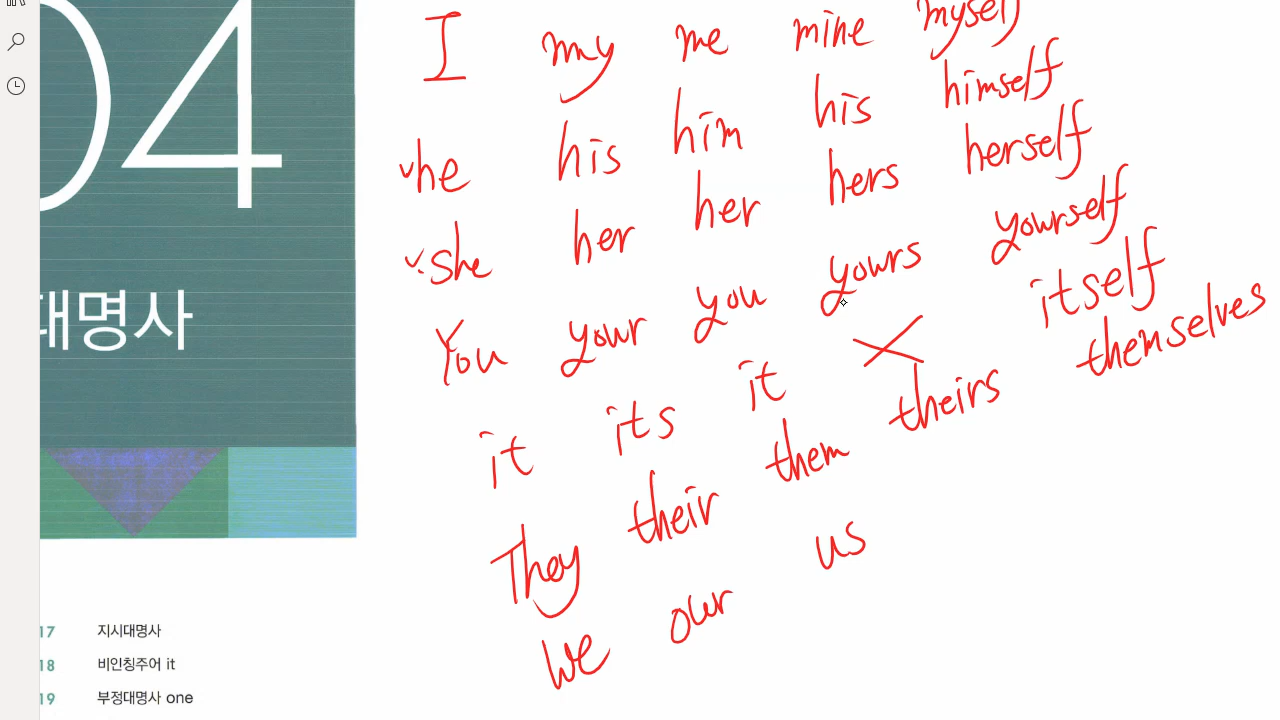 04
대명사
17 지시대명사
18 비인칭주어 it
19 부정대명사 one
I my me mine myself
he his him his himself
she her her hers herself
You your you yours yourself
it its it X itself
They their them theirs themselves
we our us